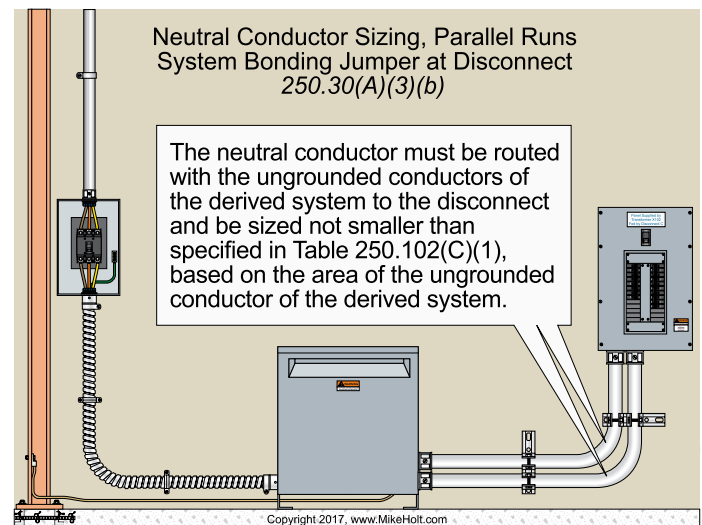 Neutral Conductor Sizing, Parallel Runs
System Bonding Jumper at Disconnect
250.30(A)(3)(b)
The neutral conductor must be routed
with the ungrounded conductors of
the derived system to the disconnect
and be sized not smaller than
specified in Table 250.102(C)(1),
based on the area of the ungrounded
conductor of the derived system.
Panel Supplied by
Copyright 2017, www.MikeHolt.com